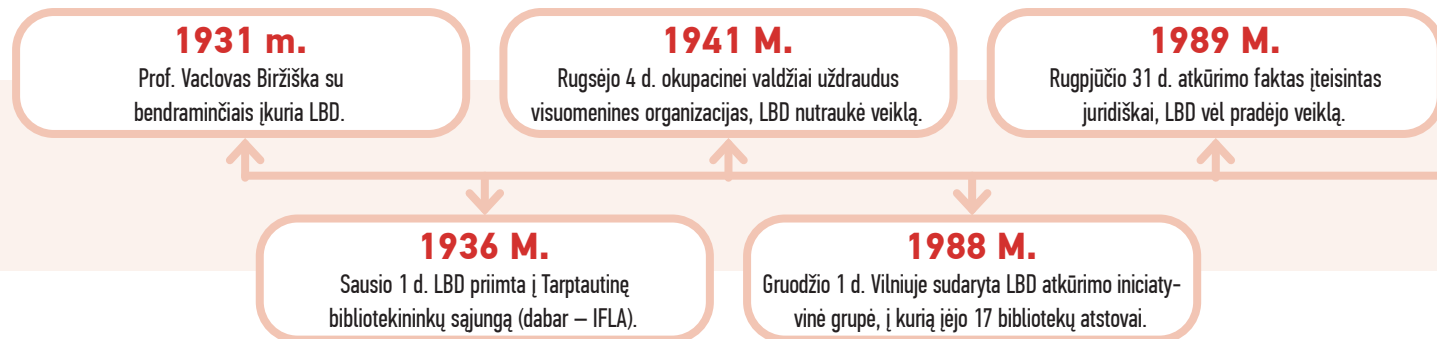 1931 m.
Prof. Vaclovas Biržiška su
bendraminčiais įkuria LBD.
1936 M.
Sausio 1 d. LBD priimta į Tarptautinę
bibliotekininkų sąjungą (dabar – IFLA).
1941 M.
Rugsėjo 4 d. okupacinei valdžiai uždraudus
visuomenines organizacijas, LBD nutraukė veiklą.
1988 M.
Gruodžio 1 d. Vilniuje sudaryta LBD atkūrimo iniciaty-
vinė grupė, į kurią įėjo 17 bibliotekų atstovai.
1989 M.
Rugpjūčio 31 d. atkūrimo faktas įteisintas
juridiškai, LBD vėl pradėjo veiklą.